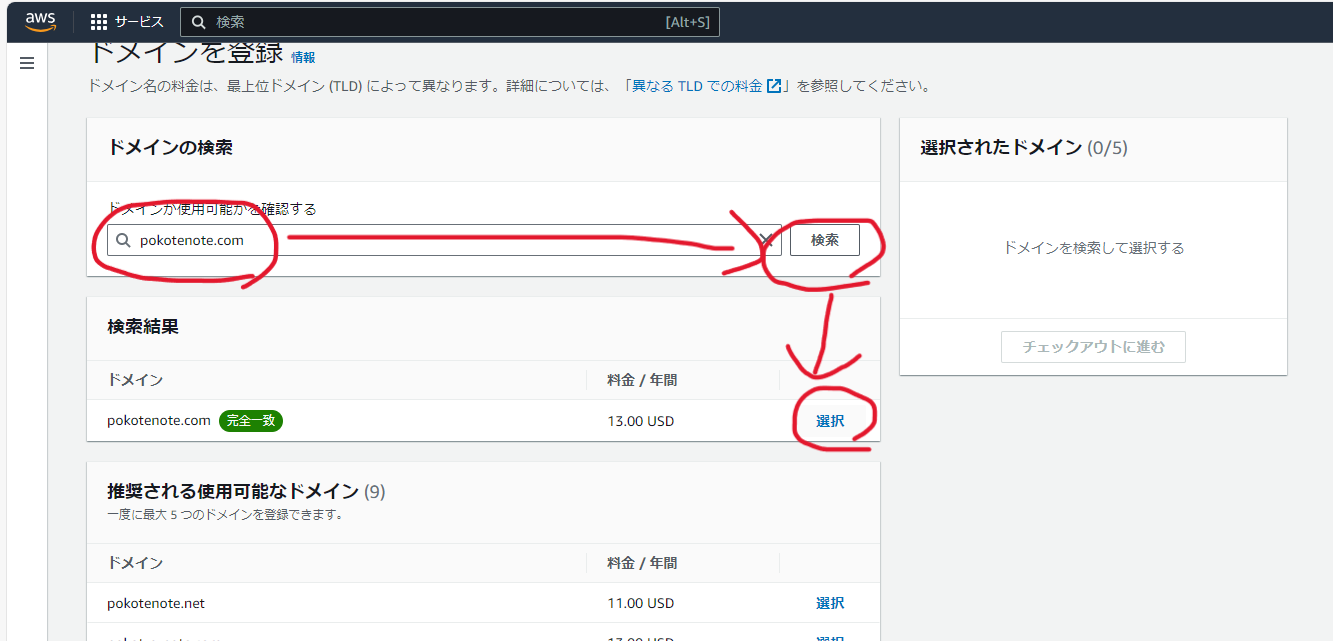 aws サービス 検索 [Alt+S]
ドメインを登録 情報
ドメイン名の料金は、最上位ドメイン (TLD) によって異なります。詳細については、「異なる TLD での料金」を参照してください。
ドメインの検索
ドメインが使用可能かを確認する
pokotenote.com
検索
検索結果
ドメイン 料金 / 年間
pokotenote.com 完全一致 13.00 USD 選択
推奨される使用可能なドメイン (9)
一度に最大 5 つのドメインを登録できます。
ドメイン 料金 / 年間
pokotenote.net 11.00 USD 選択
選択されたドメイン (0/5)
ドメインを検索して選択する
チェックアウトに進む